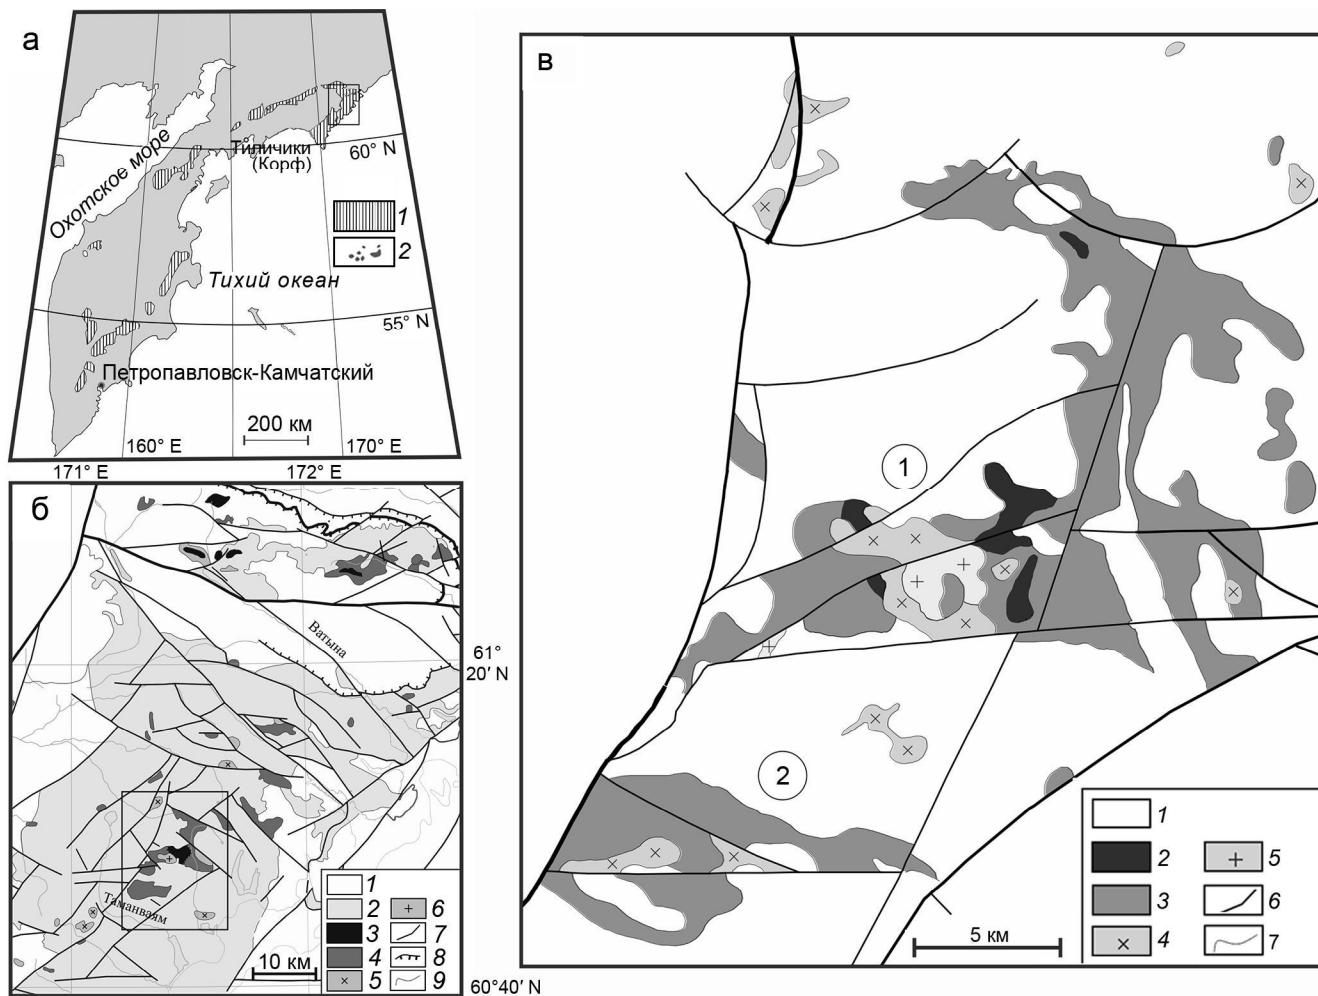 а
Охотское море
Тиличики
(Корф)
60° N
1
2
Тихий океан
55° N
Петропавловск-Камчатский
200 км
160° E
170° E
171° E
172° E
б
Ватына
61°
20′ N
Таманваям
1
2
3
4
5
6
7
8
9
10 км
60°40′ N
в
1
2
5 км
1
2
3
4
5
6
7